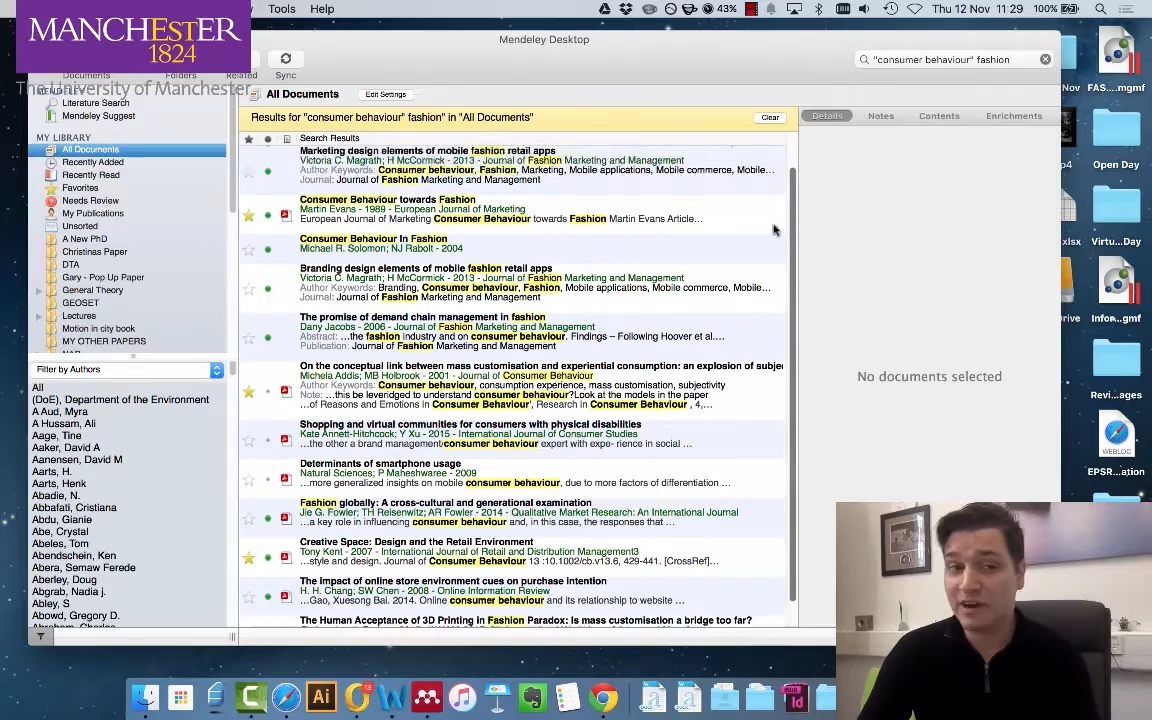 MANCHESTER
1824
The University of Manchester
Tools Help
43%
Thu 12 Nov 11:29 100%
Mendeley Desktop
"consumer behaviour" fashion
Documents Folders Related Sync
MENDELEY
Literature Search
Mendeley Suggest
MY LIBRARY
All Documents
Recently Added
Recently Read
Favorites
Needs Review
My Publications
Unsorted
A New PhD
Christmas Paper
DTA
Gary - Pop Up Paper
General Theory
GEOSET
Lectures
Motion in city book
MY OTHER PAPERS
Filter by Authors
All
(DoE), Department of the Environment
A Aud, Myra
A Hussam, Ali
Aage, Tine
Aaker, David A
Aanensen, David M
Aarts, H.
Aarts, Henk
Abadie, N.
Abbafati, Cristiana
Abdu, Gianie
Abe, Crystal
Abeles, Tom
Abendschein, Ken
Abera, Semaw Ferede
Aberley, Doug
Abgrab, Nadia j.
Abley, S
Abowd, Gregory D.
All Documents
Edit Settings
Results for "consumer behaviour" fashion" in "All Documents"
Clear
Search Results
Marketing design elements of mobile fashion retail apps
Victoria C. Magrath; H McCormick - 2013 - Journal of Fashion Marketing and Management
Author Keywords: Consumer behaviour, Fashion, Marketing, Mobile applications, Mobile commerce, Mobile...
Journal: Journal of Fashion Marketing and Management
Consumer Behaviour towards Fashion
Martin Evans - 1989 - European Journal of Marketing
European Journal of Marketing Consumer Behaviour towards Fashion Martin Evans Article...
Consumer Behaviour In Fashion
Michael R. Solomon; NJ Rabolt - 2004
Branding design elements of mobile fashion retail apps
Victoria C. Magrath; H McCormick - 2013 - Journal of Fashion Marketing and Management
Author Keywords: Branding, Consumer behaviour, Fashion, Mobile applications, Mobile commerce, Mobile...
Journal: Journal of Fashion Marketing and Management
The promise of demand chain management in fashion
Dany Jacobs - 2006 - Journal of Fashion Marketing and Management
Abstract: ...the fashion industry and on consumer behaviour. Findings – Following Hoover et al....
Publication: Journal of Fashion Marketing and Management
On the conceptual link between mass customisation and experiential consumption: an explosion of subje
Michela Addis; MB Holbrook - 2001 - Journal of Consumer Behaviour
Author Keywords: Consumer behaviour, consumption experience, mass customisation, subjectivity
Note: ...this be leveridged to understand consumer behaviour?Look at the models in the paper
...of Reasons and Emotions in Consumer Behaviour', Research in Consumer Behaviour , 4,...
Shopping and virtual communities for consumers with physical disabilities
Kate Annett-Hitchcock; Y Xu - 2015 - International Journal of Consumer Studies
...the other a brand management/consumer behaviour expert with expe- rience in social ...
Determinants of smartphone usage
Natural Sciences; P Maheshwaree - 2009
...more generalized insights on mobile consumer behaviour, due to more factors of differentiation ...
Fashion globally: A cross-cultural and generational examination
Jie G. Fowler; TH Reisenwitz; AR Fowler - 2014 - Qualitative Market Research: An International Journal
...a key role in influencing consumer behaviour and, in this case, the responses that ...
Creative Space: Design and the Retail Environment
Tony Kent - 2007 - International Journal of Retail and Distribution Management3
...style and design. Journal of Consumer Behaviour 13 :10.1002/cb.v13.6, 429-441. [CrossRef]...
The impact of online store environment cues on purchase intention
H. H. Chang; SW Chen - 2008 - Online Information Review
...Gao, Xuesong Bai. 2014. Online consumer behaviour and its relationship to website ...
The Human Acceptance of 3D Printing in Fashion Paradox: is mass customisation a bridge too far?
Details Notes Contents Enrichments
No documents selected
Nov
FAS....mgmf
Open Day
xlsx
Virtu...Day
Drive
Infor...gmf
Revi...ages
WEBLOC
EPSR...ation
Ai
13
Id